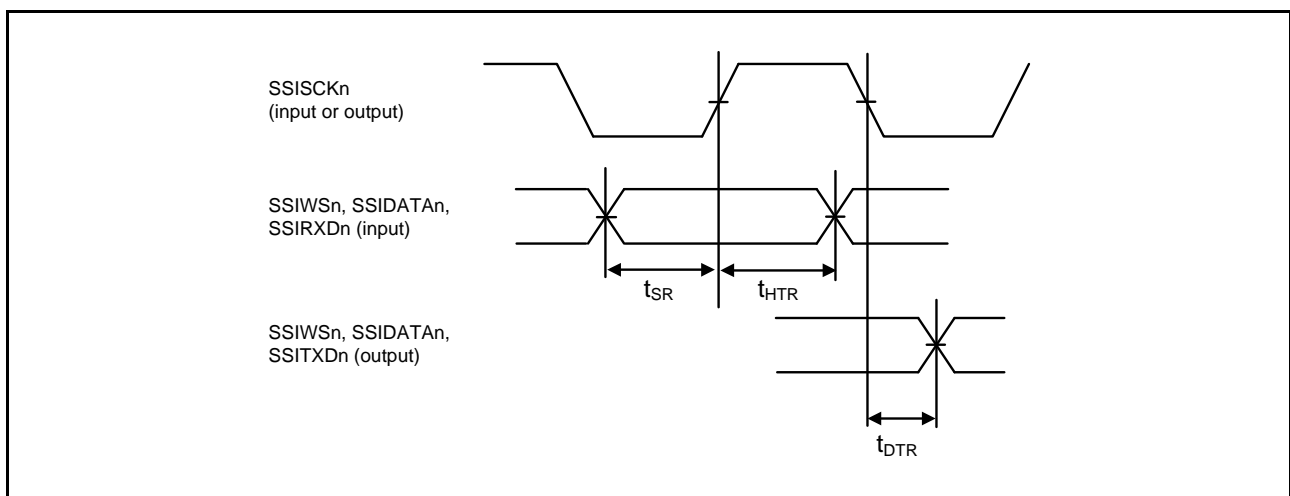 SSISCKn
(input or output)
SSIWSn, SSIDATAn,
SSIRXDn (input)
tSR
tHTR
SSIWSn, SSIDATAn,
SSITXDn (output)
tDTR